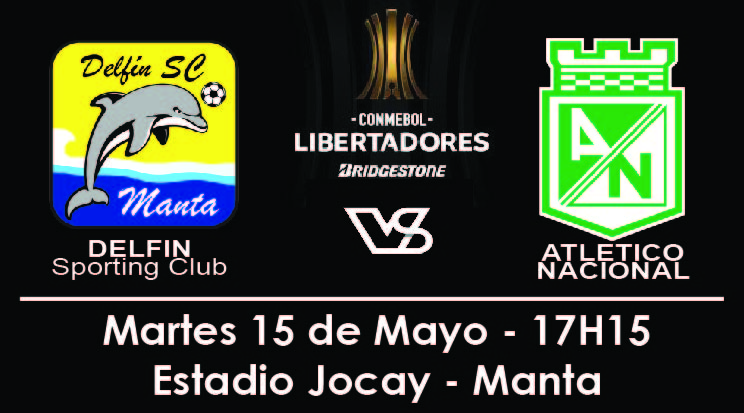 Delfín SC
Manta
DELFIN
Sporting Club
-CONMEBOL-
LIBERTADORES
BRIDGESTONE
VS
AN
ATLETICO
NACIONAL
Martes 15 de Mayo - 17H15
Estadio Jocay - Manta